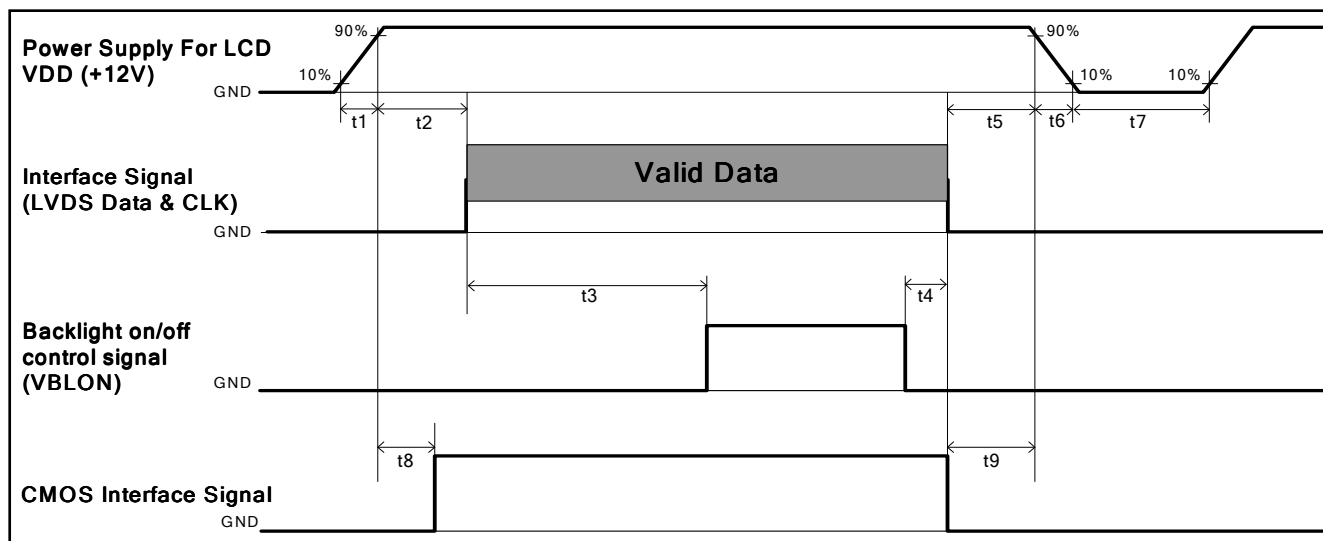 Power Supply For LCD
VDD (+12V)
GND
10%
90%
90%
10%
10%
t1
t2
t5
t6
t7
Interface Signal
(LVDS Data & CLK)
GND
Valid Data
t3
t4
Backlight on/off
control signal
(VBLON)
GND
t8
t9
CMOS Interface Signal
GND